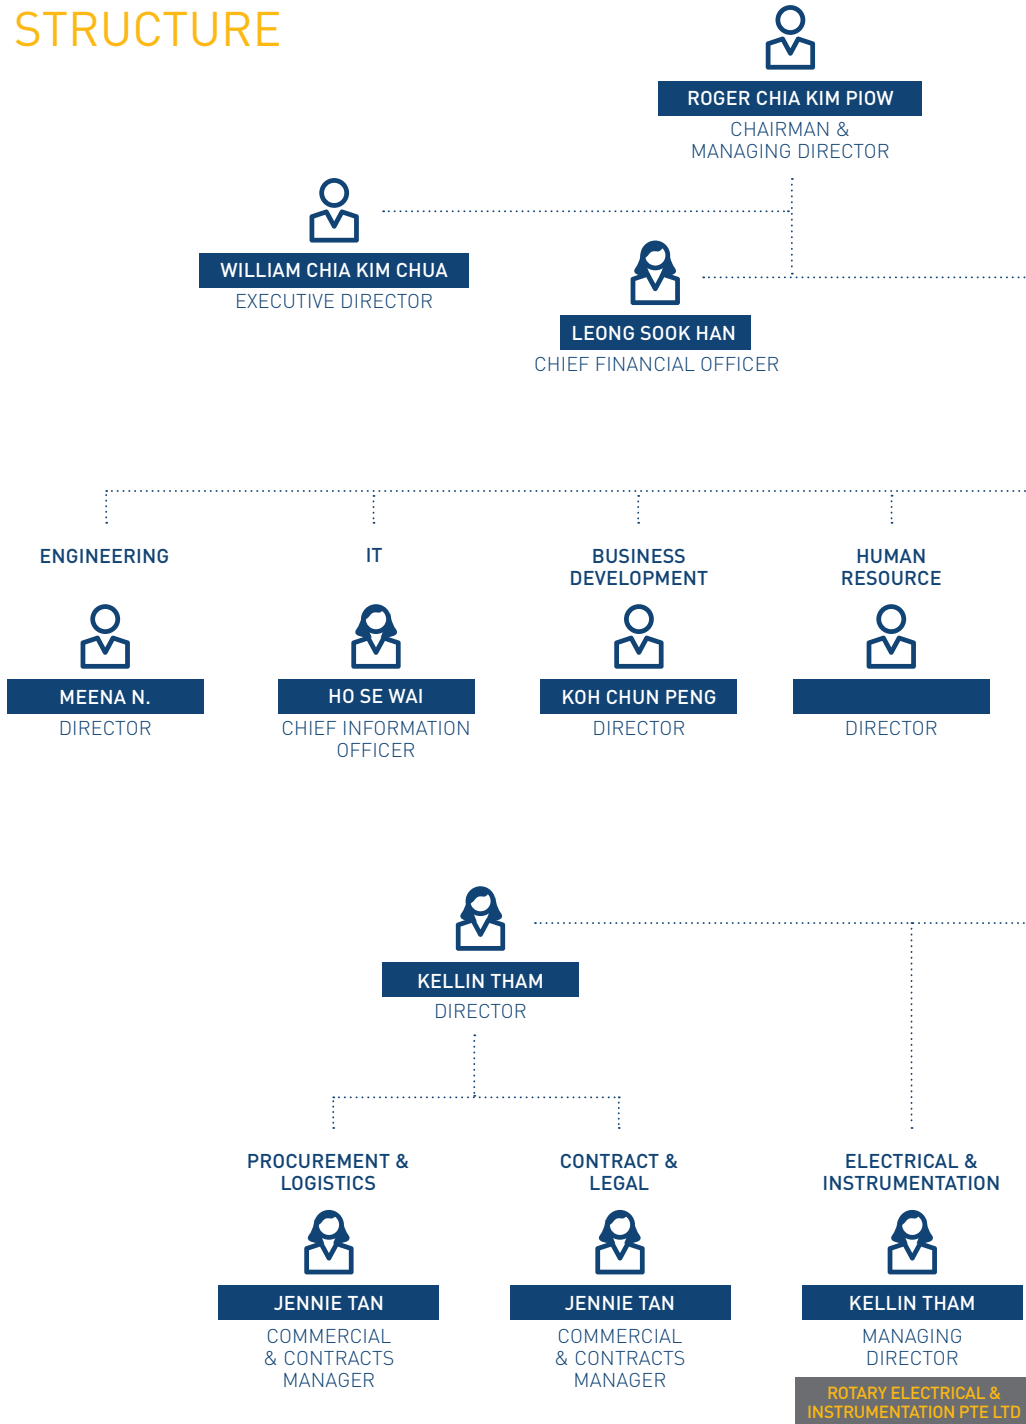 STRUCTURE
ROGER CHIA KIM PIOW
CHAIRMAN &
MANAGING DIRECTOR
WILLIAM CHIA KIM CHUA
EXECUTIVE DIRECTOR
LEONG SOOK HAN
CHIEF FINANCIAL OFFICER
ENGINEERING
MEENA N.
DIRECTOR
IT
HO SE WAI
CHIEF INFORMATION
OFFICER
BUSINESS
DEVELOPMENT
KOH CHUN PENG
DIRECTOR
HUMAN
RESOURCE
DIRECTOR
KELLIN THAM
DIRECTOR
PROCUREMENT &
LOGISTICS
JENNIE TAN
COMMERCIAL
& CONTRACTS
MANAGER
CONTRACT &
LEGAL
JENNIE TAN
COMMERCIAL
& CONTRACTS
MANAGER
ELECTRICAL &
INSTRUMENTATION
KELLIN THAM
MANAGING
DIRECTOR
ROTARY ELECTRICAL &
INSTRUMENTATION PTE LTD